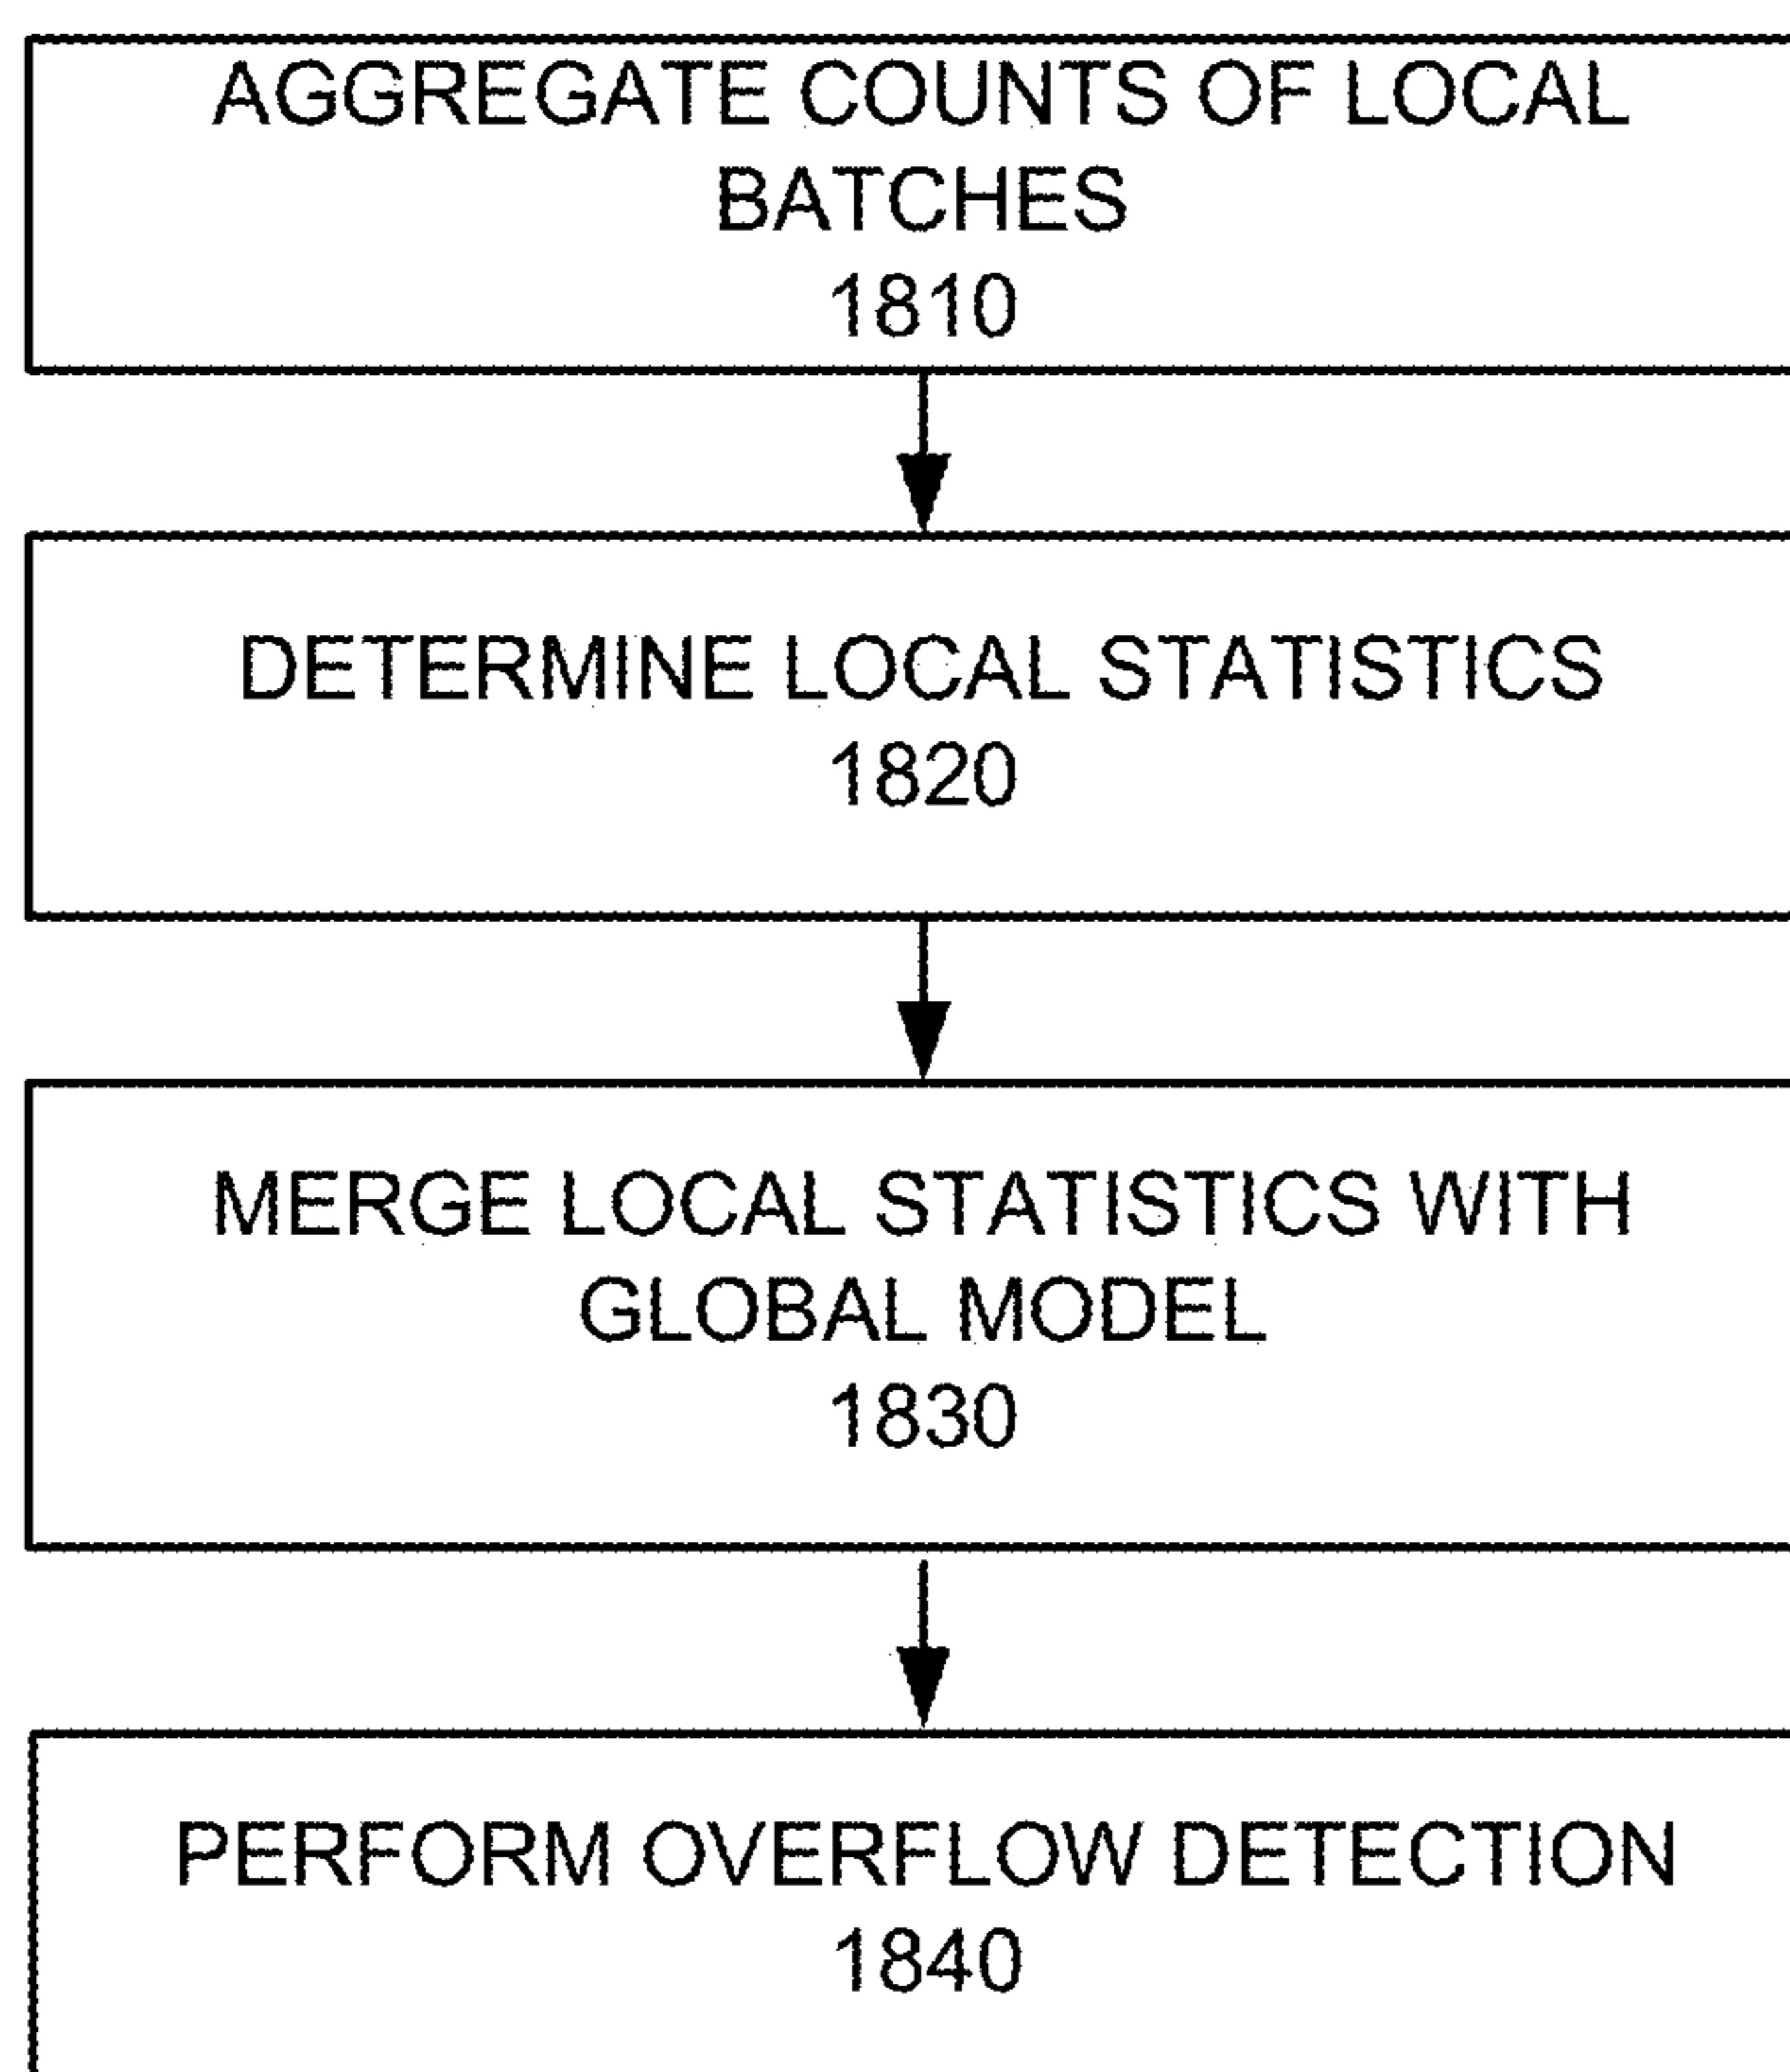 AGGREGATE COUNTS OF LOCAL
BATCHES
1810
DETERMINE LOCAL STATISTICS
1820
MERGE LOCAL STATISTICS WITH
GLOBAL MODEL
1830
PERFORM OVERFLOW DETECTION
1840